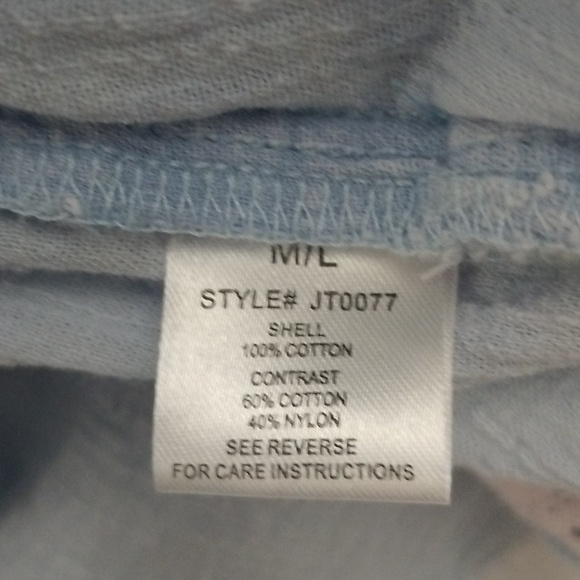 M/L
STYLE# JT0077
SHELL
100% COTTON
CONTRAST
60% COTTON
40% NYLON
SEE REVERSE
FOR CARE INSTRUCTIONS